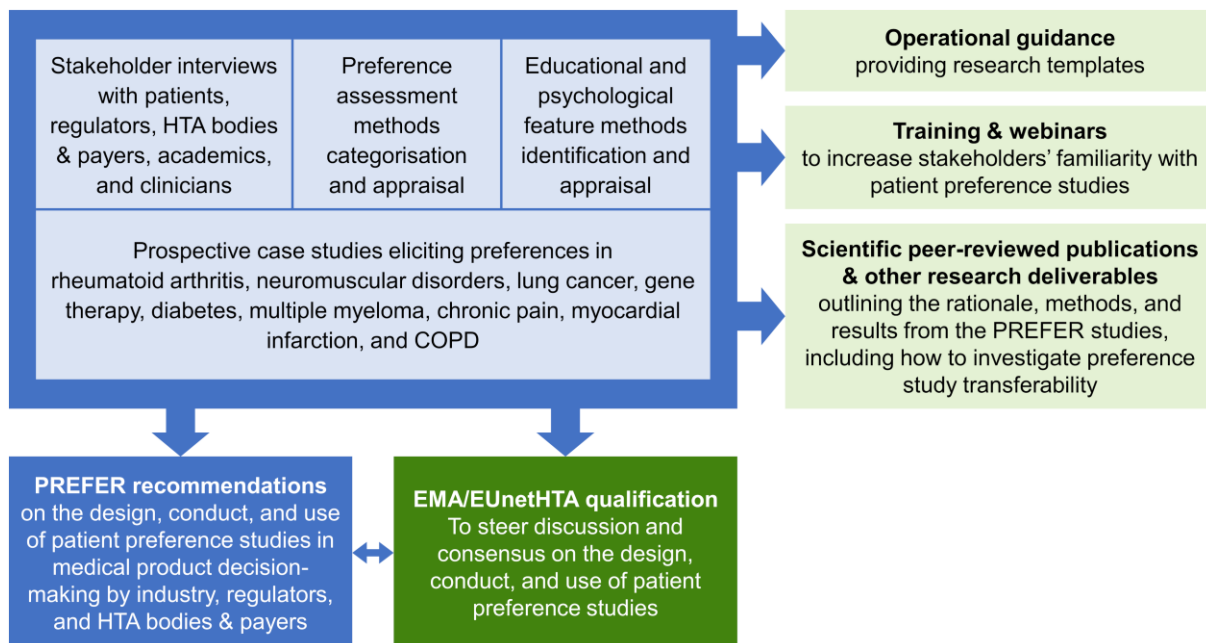 Stakeholder interviews
with patients,
regulators, HTA bodies
& payers, academics,
and clinicians
Preference
assessment
methods
categorisation
and appraisal
Educational and
psychological
feature methods
identification and
appraisal
Prospective case studies eliciting preferences in
rheumatoid arthritis, neuromuscular disorders, lung cancer, gene
therapy, diabetes, multiple myeloma, chronic pain, myocardial
infarction, and COPD
Operational guidance
providing research templates
Training & webinars
to increase stakeholders’ familiarity with
patient preference studies
Scientific peer-reviewed publications
& other research deliverables
outlining the rationale, methods, and
results from the PREFER studies,
including how to investigate preference
study transferability
PREFER recommendations
on the design, conduct, and use
of patient preference studies in
medical product decision-
making by industry, regulators,
and HTA bodies & payers
EMA/EUnetHTA qualification
To steer discussion and
consensus on the design,
conduct, and use of patient
preference studies